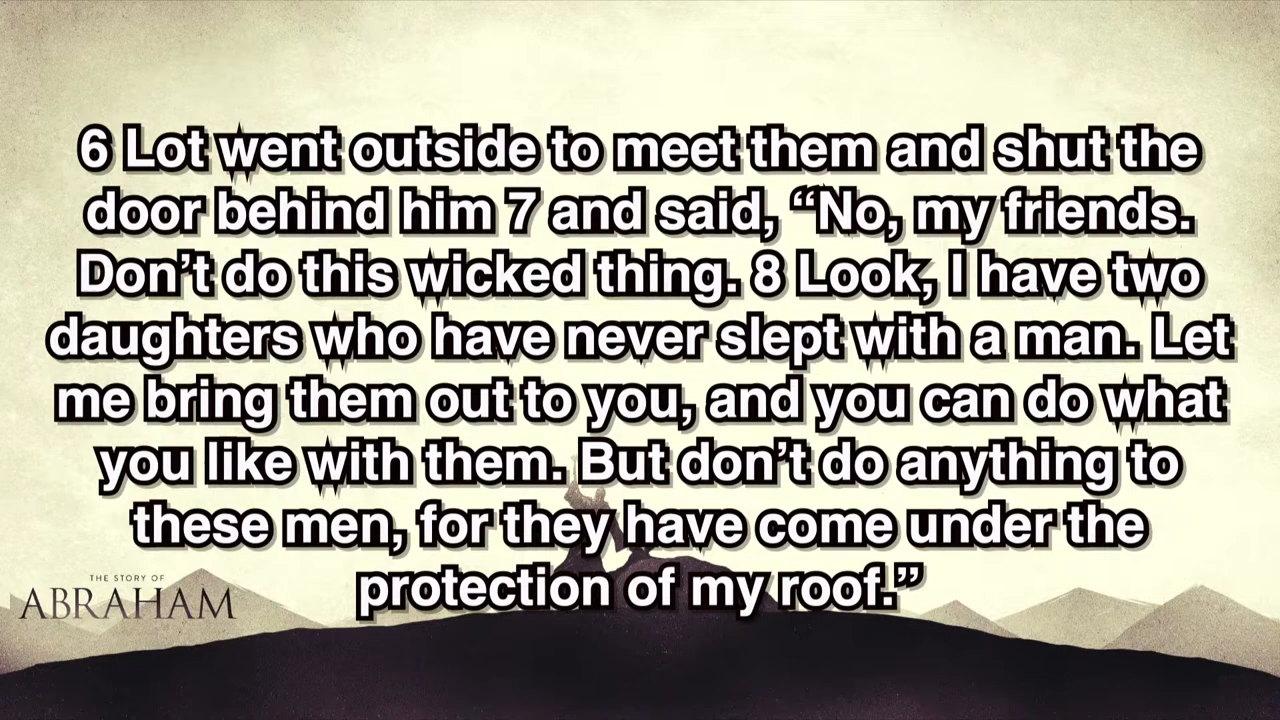 6 Lot went outside to meet them and shut the
door behind him 7 and said, “No, my friends.
Don’t do this wicked thing. 8 Look, I have two
daughters who have never slept with a man. Let
me bring them out to you, and you can do what
you like with them. But don’t do anything to
these men, for they have come under the
protection of my roof.”
THE STORY OF
ABRAHAM